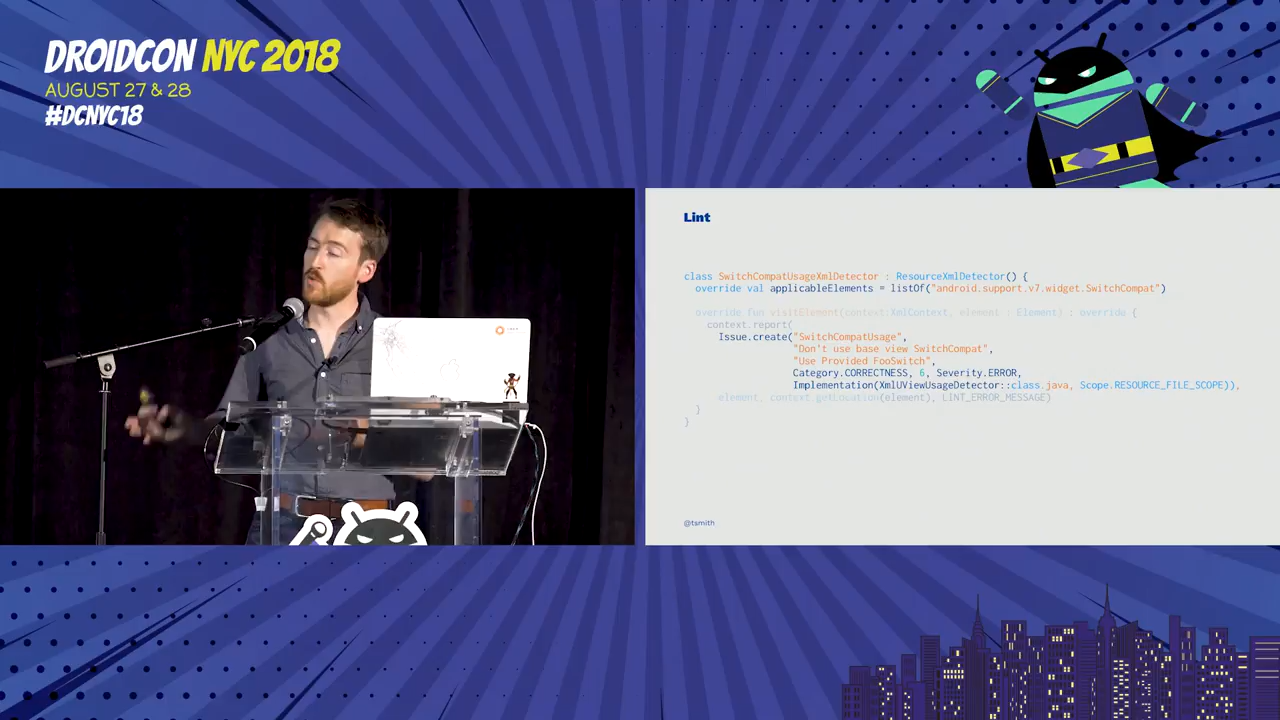 DROIDCON NYC 2018
AUGUST 27 & 28
#DCNYC18
Lint
class SwitchCompatUsageXmlDetector : ResourceXmlDetector() {
override val applicableElements = listOf("android.support.v7.widget.SwitchCompat")
override fun visitElement(context:XmlContext, element : Element) : override {
context.report(
Issue.create("SwitchCompatUsage",
"Don't use base view SwitchCompat",
"Use Provided FooSwitch",
Category.CORRECTNESS, 6, Severity.ERROR,
Implementation(XmlUViewUsageDetector::class.java, Scope.RESOURCE_FILE_SCOPE)),
element, context.getLocation(element), LINT_ERROR_MESSAGE)
}
}
@tsmith